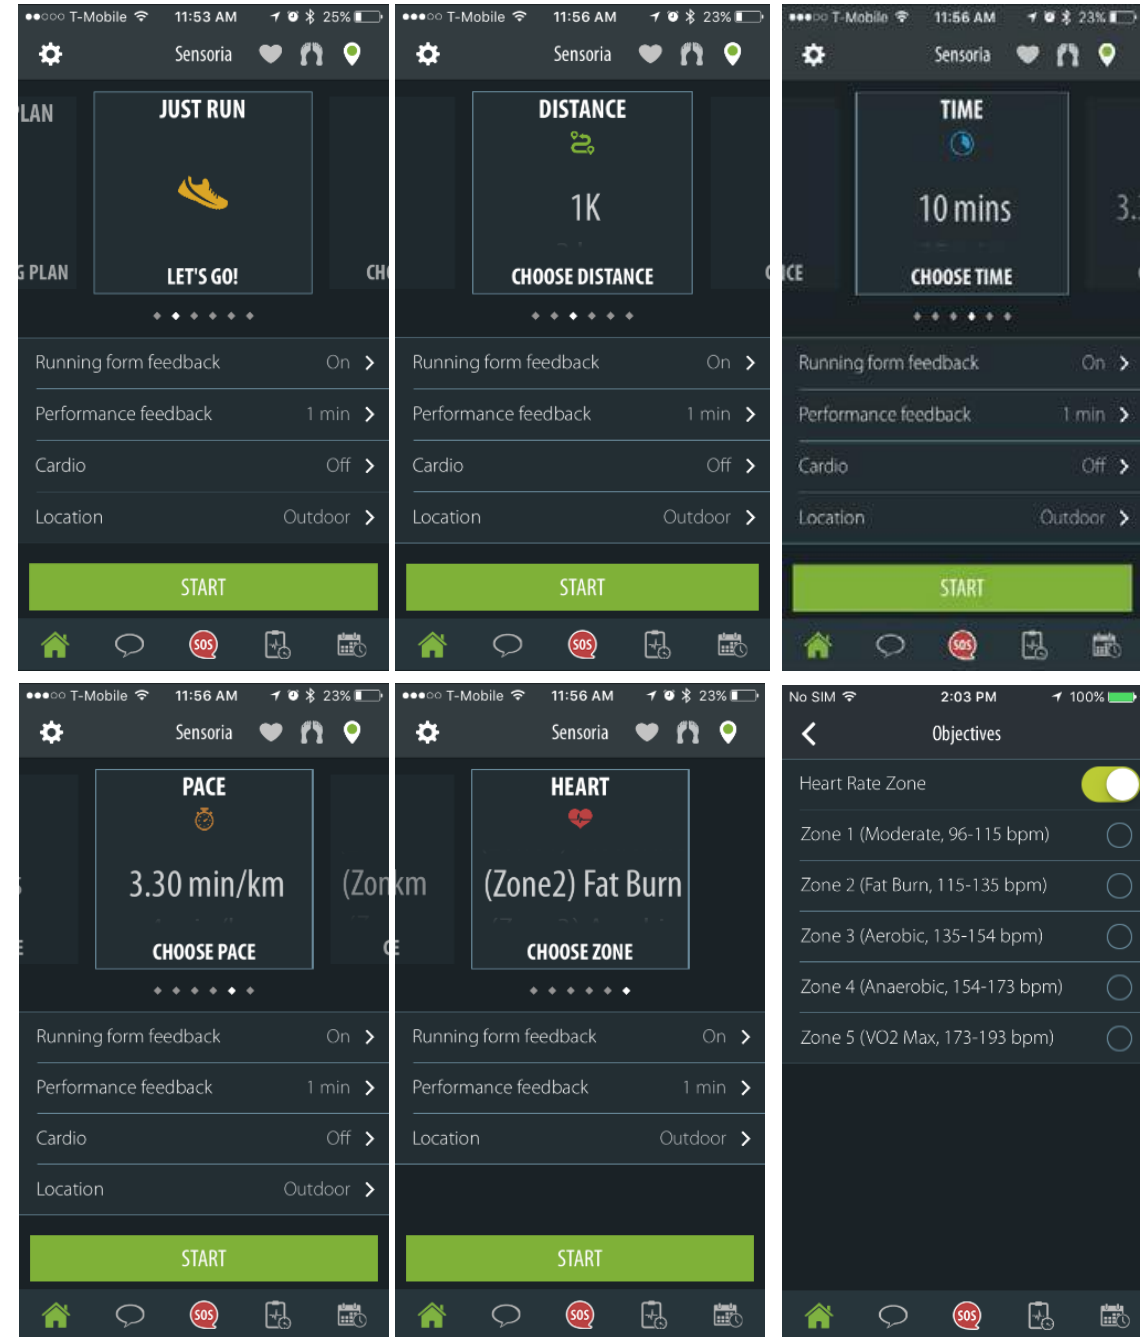 T-Mobile 11:53 AM 25%
Sensoria
PLAN
JUST RUN
G PLAN
LET'S GO!
CH
Running form feedback On
Performance feedback 1 min
Cardio Off
Location Outdoor
START
SOS
T-Mobile 11:56 AM 23%
Sensoria
DISTANCE
1K
CHOOSE DISTANCE
Running form feedback On
Performance feedback 1 min
Cardio Off
Location Outdoor
START
SOS
T-Mobile 11:56 AM 23%
Sensoria
TIME
10 mins
3.
NCE
CHOOSE TIME
Running form feedback On
Performance feedback 1 min
Cardio Off
Location Outdoor
START
SOS
T-Mobile 11:56 AM 23%
Sensoria
PACE
3.30 min/km
(Zon
CHOOSE PACE
Running form feedback On
Performance feedback 1 min
Cardio Off
Location Outdoor
START
SOS
T-Mobile 11:56 AM 23%
Sensoria
HEART
km
(Zone2) Fat Burn
CE
CHOOSE ZONE
Running form feedback On
Performance feedback 1 min
Location Outdoor
START
SOS
No SIM 2:03 PM 100%
Objectives
Heart Rate Zone
Zone 1 (Moderate, 96-115 bpm)
Zone 2 (Fat Burn, 115-135 bpm)
Zone 3 (Aerobic, 135-154 bpm)
Zone 4 (Anaerobic, 154-173 bpm)
Zone 5 (VO2 Max, 173-193 bpm)
SOS